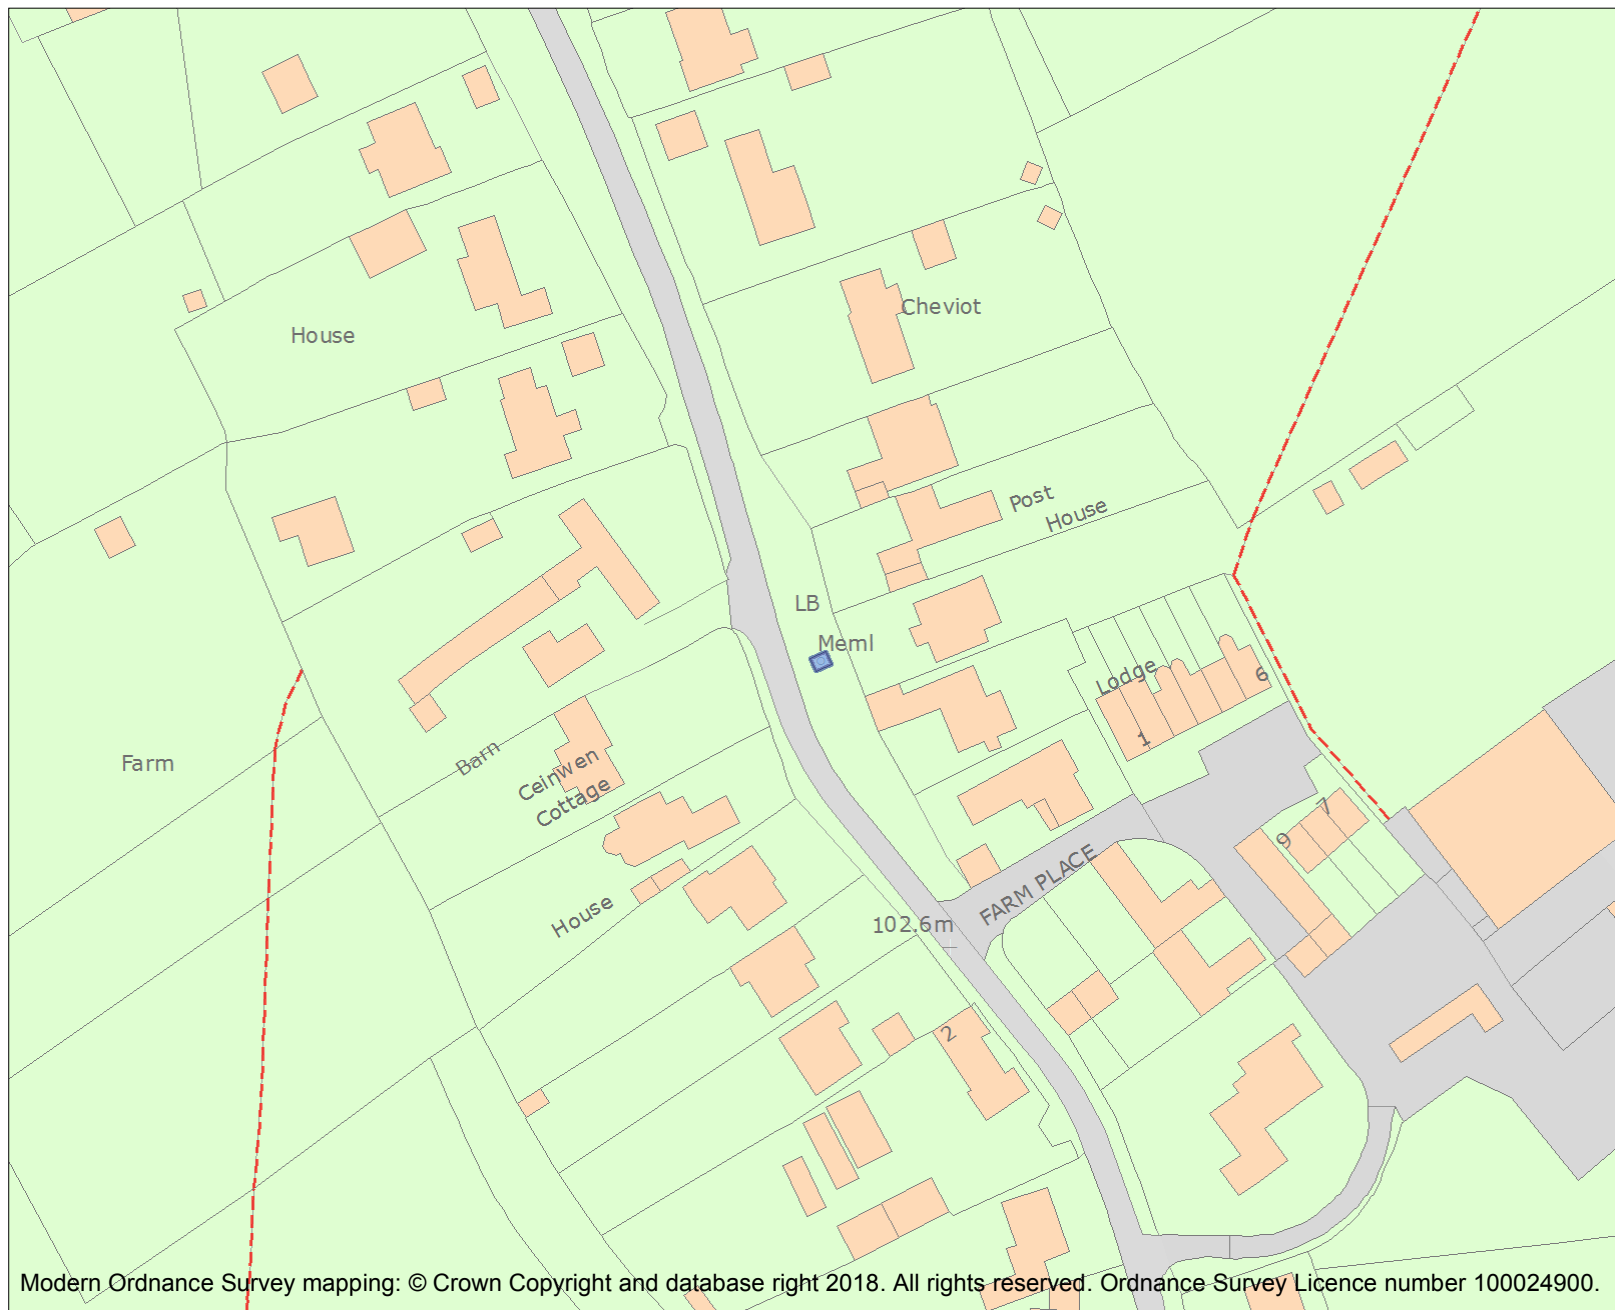 Cheviot
House
Post
House
LB
Meml
Lodge
6
1
Farm
Barn
Ceinwen
Cottage
7
9
FARM PLACE
House
102.6m
2
Modern Ordnance Survey mapping: © Crown Copyright and database right 2018. All rights reserved. Ordnance Survey Licence number 100024900.